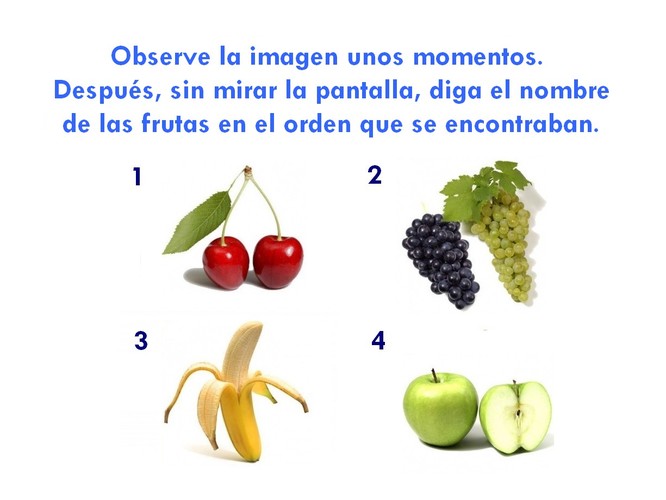 Observe la imagen unos momentos.
Después, sin mirar la pantalla, diga el nombre
de las frutas en el orden que se encontraban.
1
2
3
4